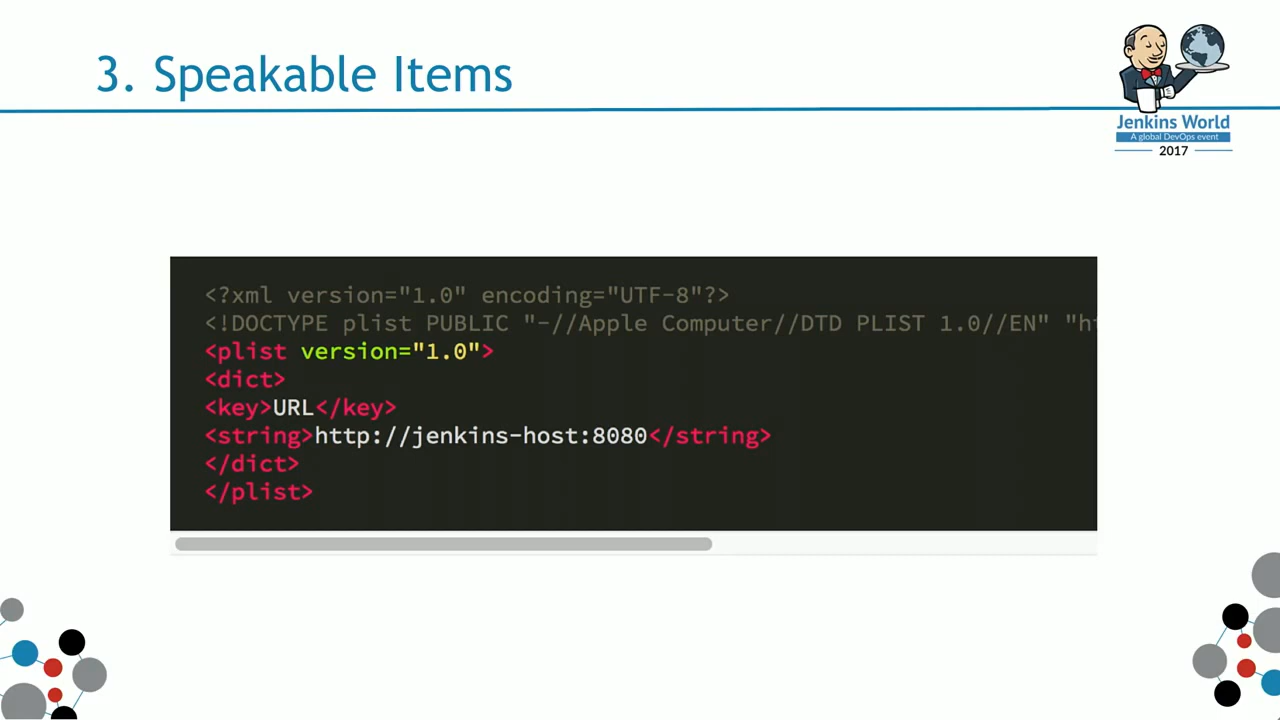 3. Speakable Items
Jenkins World
A global DevOps event
2017
<?xml version="1.0" encoding="UTF-8"?>
<!DOCTYPE plist PUBLIC "-//Apple Computer//DTD PLIST 1.0//EN" "h
<plist version="1.0">
<dict>
<key>URL</key>
<string>http://jenkins-host:8080</string>
</dict>
</plist>